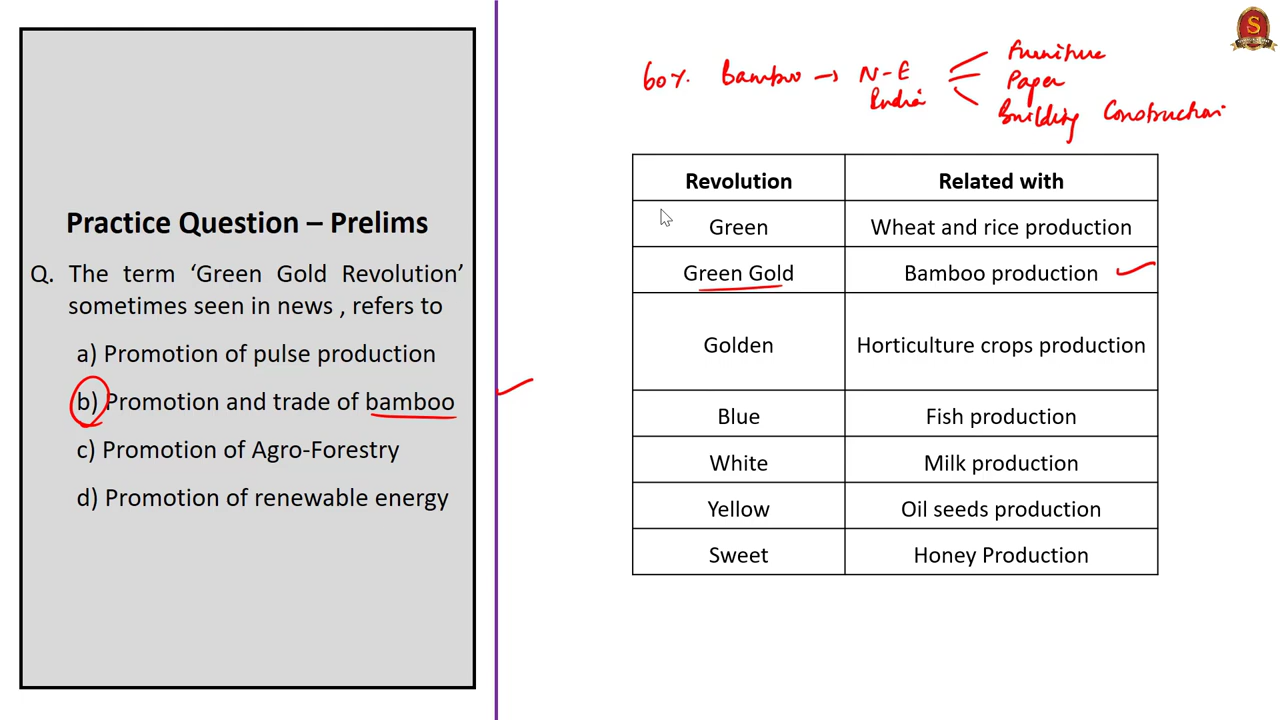 Practice Question – Prelims
Q. The term ‘Green Gold Revolution’
sometimes seen in news , refers to
a) Promotion of pulse production
b) Promotion and trade of bamboo
c) Promotion of Agro-Forestry
d) Promotion of renewable energy
60% Bamboo → N-E
India
Furniture
Paper
Building Construction
Revolution Related with
Green Wheat and rice production
Green Gold Bamboo production
Golden Horticulture crops production
Blue Fish production
White Milk production
Yellow Oil seeds production
Sweet Honey Production
S